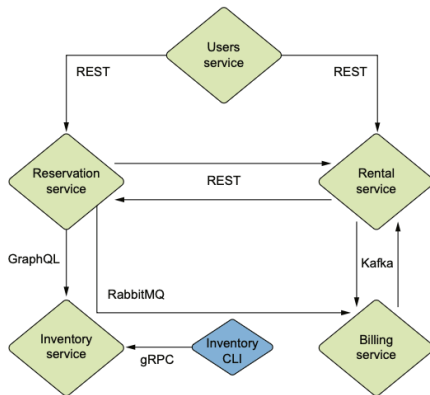 Users
service
REST
REST
Reservation
service
REST
Rental
service
GraphQL
RabbitMQ
Kafka
Inventory
service
gRPC
Inventory
CLI
Billing
service